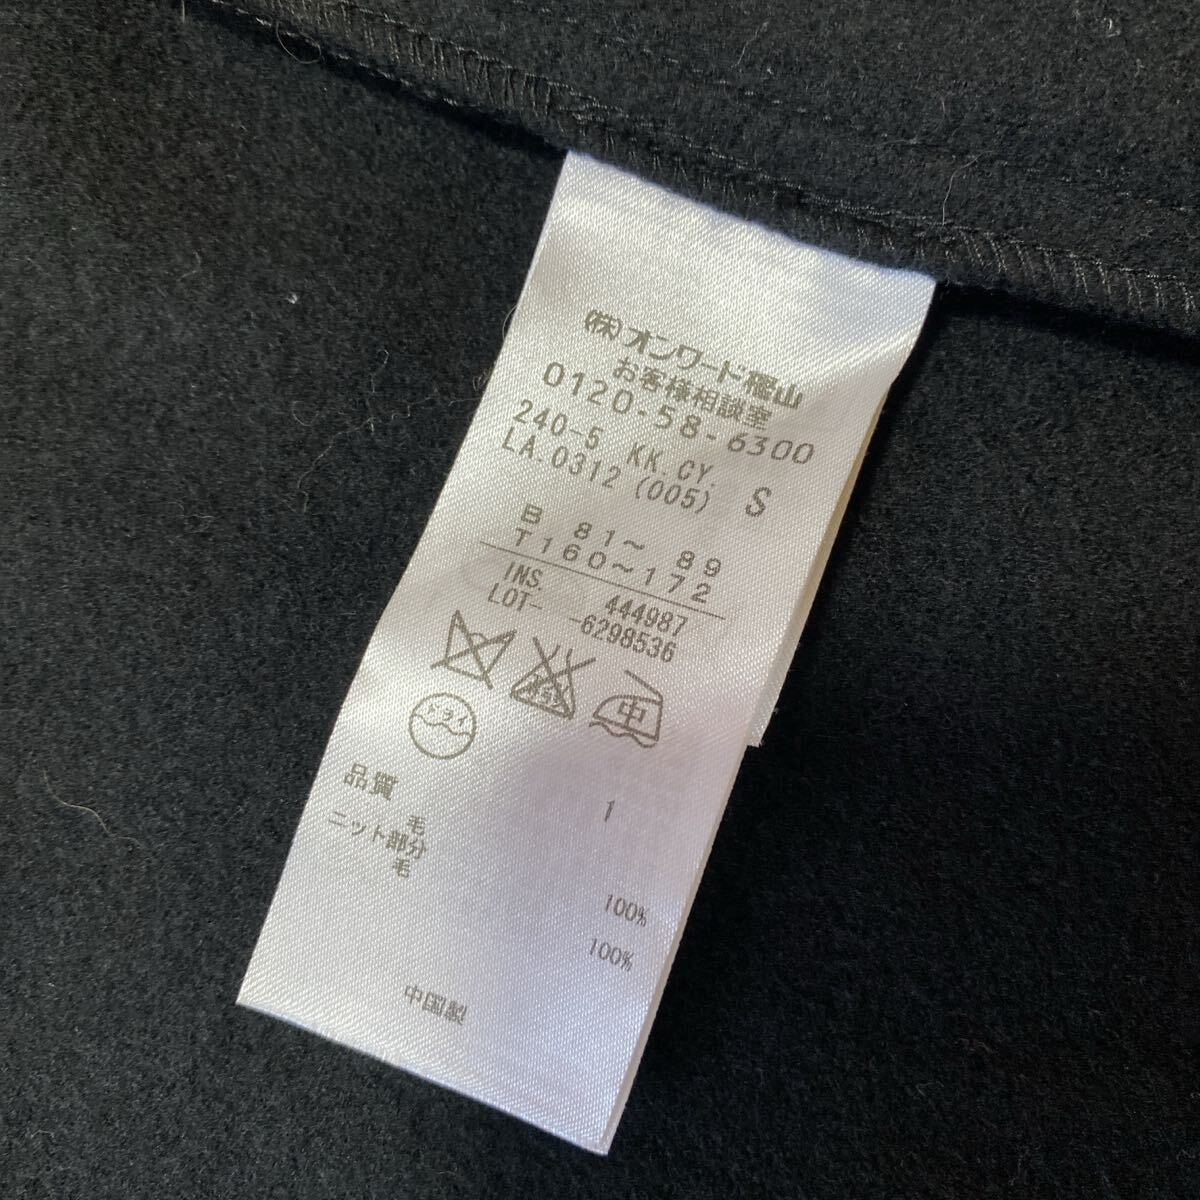 (株)オンワード樫山
お客様相談室
0120-58-6300
240-5 KK.CY.
LA.0312 (005) S
B 81～ 89
T160～172
INS. 444987
LOT- -6298536
中
品質 1
毛
ニット部分
毛
100%
100%
中国製